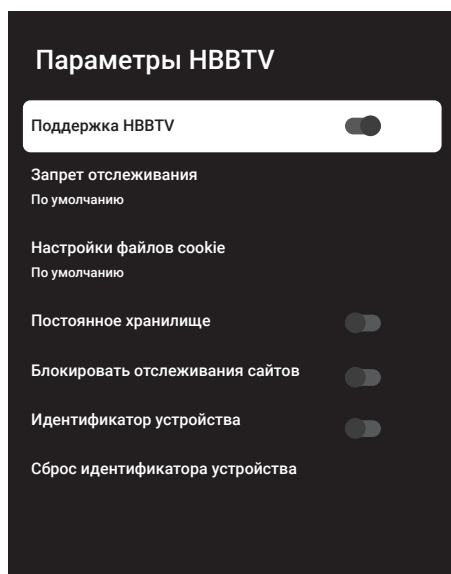 Параметры HBBTV
Поддержка HBBTV
Запрет отслеживания
По умолчанию
Настройки файлов cookie
По умолчанию
Постоянное хранилище
Блокировать отслеживания сайтов
Идентификатор устройства
Сброс идентификатора устройства